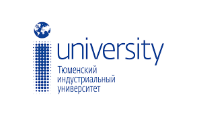 i university
Тюменский
индустриальный
университет